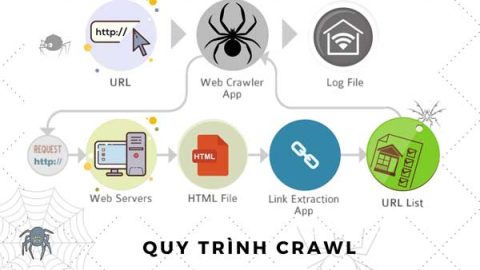 http://
URL
Web Crawler
App
Log File
REQUEST
http://
HTML
Web Servers
HTML File
Link Extraction
App
URL List
QUY TRÌNH CRAWL